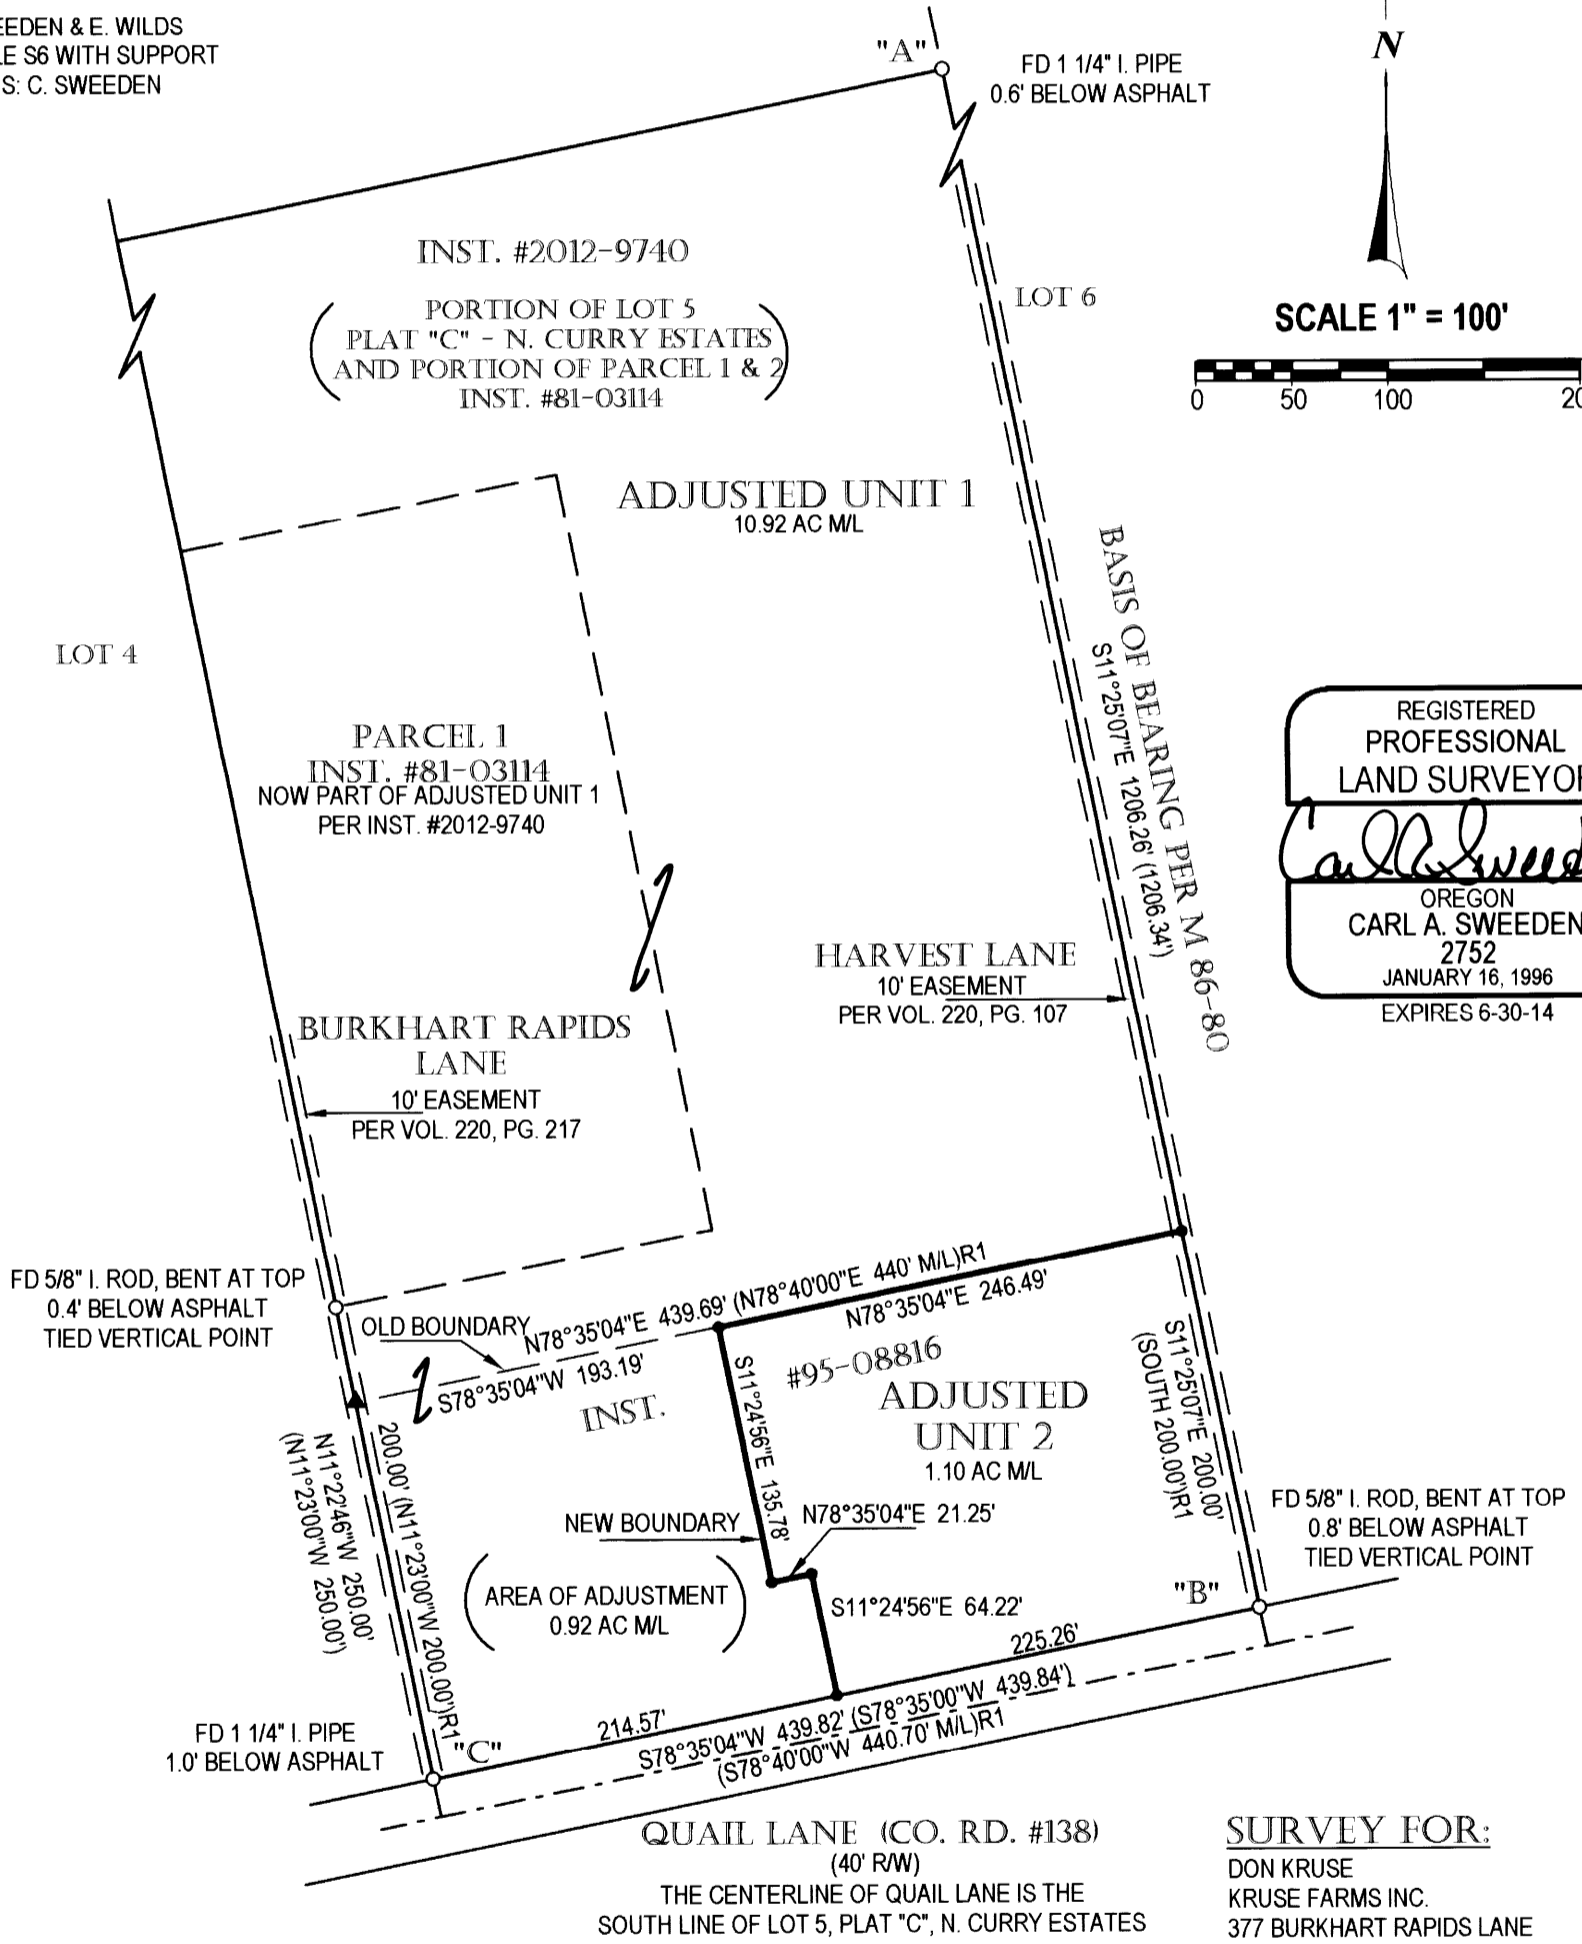 EEDEN & E. WILDS
LE S6 WITH SUPPORT
S: C. SWEEDEN
"A"
FD 1 1/4" I. PIPE
0.6' BELOW ASPHALT
N
SCALE 1" = 100'
0 50 100 20
INST. #2012-9740
PORTION OF LOT 5
PLAT "C" - N. CURRY ESTATES
AND PORTION OF PARCEL 1 & 2
INST. #81-03114
LOT 6
ADJUSTED UNIT 1
10.92 AC M/L
LOT 4
BASIS OF BEARING PER M 86-80
S11°25'07"E 1206.26' (1206.34')
PARCEL 1
INST. #81-03114
NOW PART OF ADJUSTED UNIT 1
PER INST. #2012-9740
REGISTERED
PROFESSIONAL
LAND SURVEYOR
Carl A. Sweed
OREGON
CARL A. SWEEDEN
2752
JANUARY 16, 1996
EXPIRES 6-30-14
HARVEST LANE
10' EASEMENT
PER VOL. 220, PG. 107
BURKHART RAPIDS
LANE
10' EASEMENT
PER VOL. 220, PG. 217
FD 5/8" I. ROD, BENT AT TOP
0.4' BELOW ASPHALT
TIED VERTICAL POINT
OLD BOUNDARY
N78°35'04"E 439.69' (N78°40'00"E 440' M/L)R1
N78°35'04"E 246.49'
S78°35'04"W 193.19'
INST.
#95-08816
ADJUSTED
UNIT 2
1.10 AC M/L
S11°24'56"E 135.78'
S11°25'07"E 200.00'
(SOUTH 200.00')R1
200.00' (N11°23'00"W 200.00')R1
N11°22'46"W 250.00'
(N11°23'00"W 250.00')
NEW BOUNDARY
N78°35'04"E 21.25'
FD 5/8" I. ROD, BENT AT TOP
0.8' BELOW ASPHALT
TIED VERTICAL POINT
AREA OF ADJUSTMENT
0.92 AC M/L
S11°24'56"E 64.22'
"B"
225.26'
214.57'
"C"
FD 1 1/4" I. PIPE
1.0' BELOW ASPHALT
S78°35'04"W 439.82' (S78°35'00"W 439.84')
(S78°40'00"W 440.70' M/L)R1
QUAIL LANE (CO. RD. #138)
(40' R/W)
THE CENTERLINE OF QUAIL LANE IS THE
SOUTH LINE OF LOT 5, PLAT "C", N. CURRY ESTATES
SURVEY FOR:
DON KRUSE
KRUSE FARMS INC.
377 BURKHART RAPIDS LANE